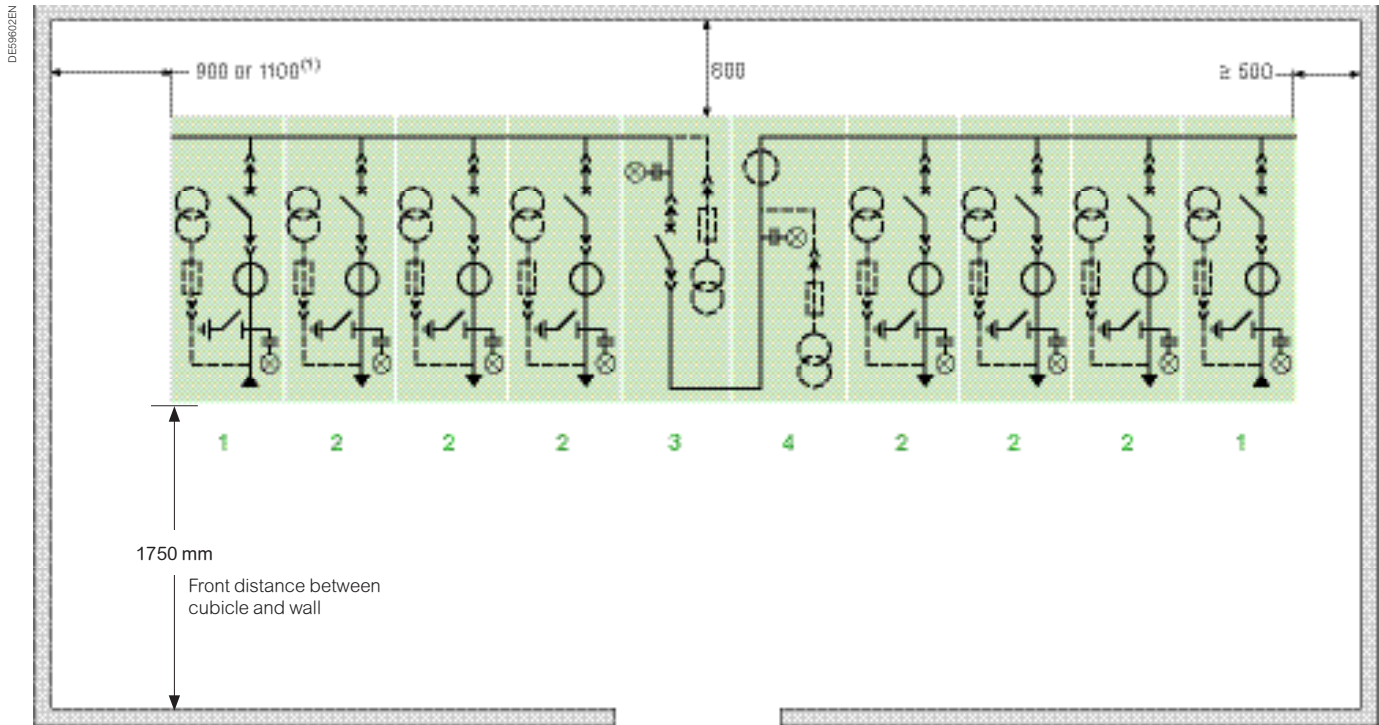 DE59602EN
900 or 1100(1)
800
≥ 500
1 2 2 2 3 4 2 2 2 1
1750 mm
Front distance between
cubicle and wall